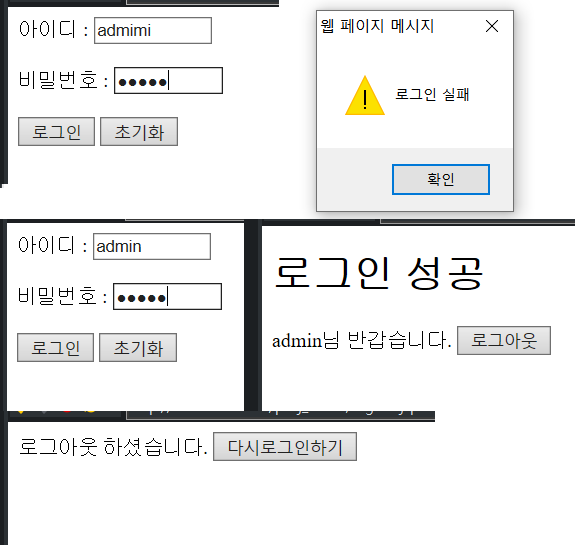 아이디 : admimi
비밀번호 : ●●●●●
로그인 초기화
웹 페이지 메시지
로그인 실패
확인
아이디 : admin
비밀번호 : ●●●●●
로그인 초기화
로그인 성공
admin님 반갑습니다. 로그아웃
로그아웃 하셨습니다. 다시로그인하기